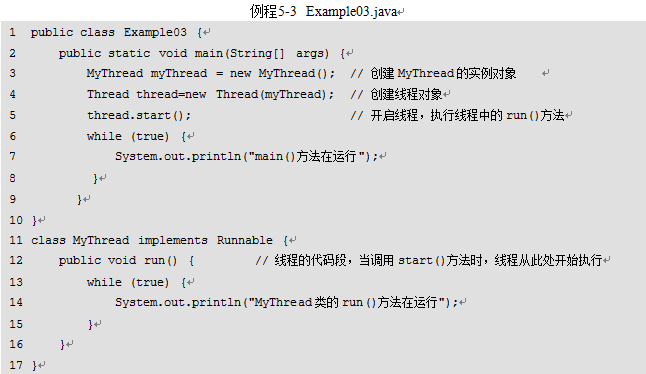 例程5-3 Example03.java↵
1 public class Example03 {↵
2     public static void main(String[] args) {↵
3         MyThread myThread = new MyThread();  // 创建MyThread的实例对象    ↵
4         Thread thread=new Thread(myThread);  // 创建线程对象↵
5         thread.start();                      // 开启线程，执行线程中的run()方法↵
6         while (true) {↵
7             System.out.println("main()方法在运行");↵
8          }↵
9        }↵
10 }↵
11 class MyThread implements Runnable {↵
12     public void run() {        // 线程的代码段，当调用start()方法时，线程从此处开始执行↵
13         while (true) {↵
14             System.out.println("MyThread类的run()方法在运行");↵
15         }↵
16     }↵
17 }↵